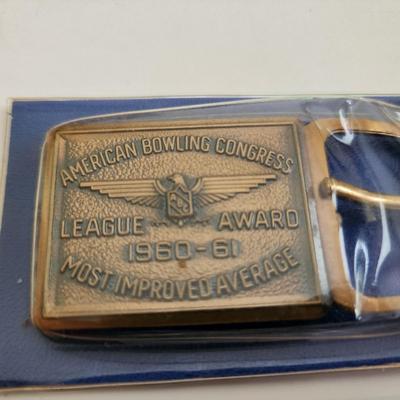 AMERICAN BOWLING CONGRESS
LEAGUE AWARD
1960-61
MOST IMPROVED AVERAGE